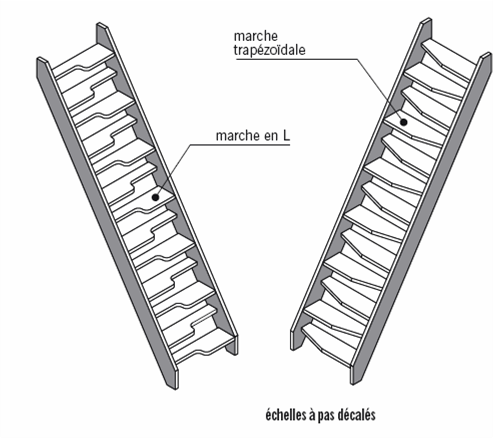 marche
trapézoïdale
marche en L
échelles à pas décalés